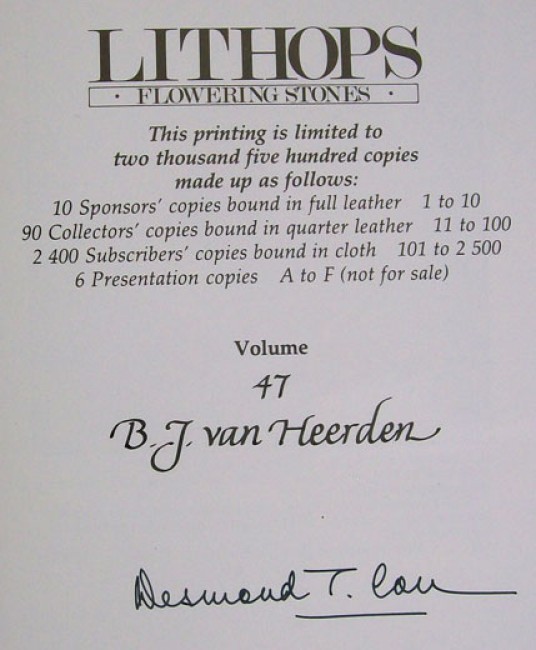 LITHOPS
· FLOWERING STONES ·
This printing is limited to
two thousand five hundred copies
made up as follows:
10 Sponsors' copies bound in full leather 1 to 10
90 Collectors' copies bound in quarter leather 11 to 100
2 400 Subscribers' copies bound in cloth 101 to 2 500
6 Presentation copies A to F (not for sale)
Volume
47
B. J. van Heerden
Desmond T. Cole